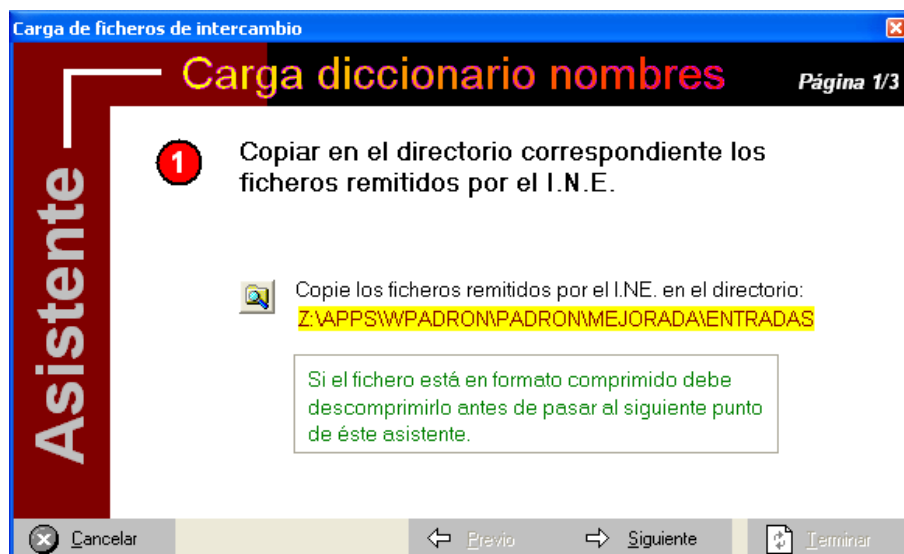 Carga de ficheros de intercambio
Carga diccionario nombres
Página 1/3
Asistente
1
Copiar en el directorio correspondiente los
ficheros remitidos por el I.N.E.
Copie los ficheros remitidos por el I.NE. en el directorio:
Z:\APPS\WPADRON\PADRON\MEJORADA\ENTRADAS
Si el fichero está en formato comprimido debe
descomprimirlo antes de pasar al siguiente punto
de éste asistente.
Cancelar
Previo
Siguiente
Terminar